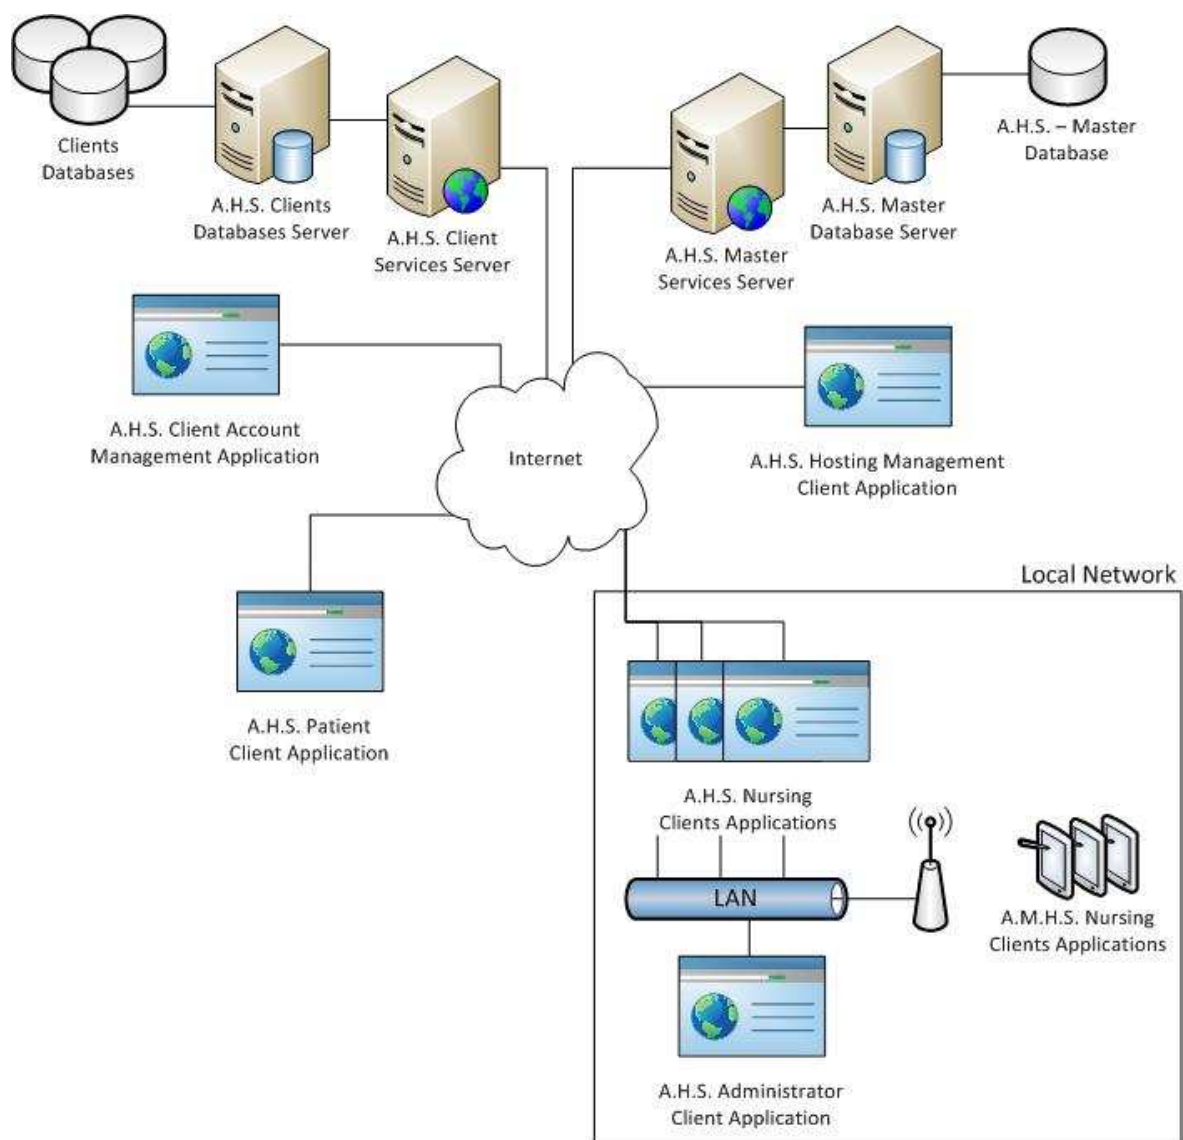 Clients
Databases
A.H.S. Clients
Databases Server
A.H.S. Client
Services Server
A.H.S. Master
Services Server
A.H.S. Master
Database Server
A.H.S. – Master
Database
A.H.S. Client Account
Management Application
Internet
A.H.S. Hosting Management
Client Application
A.H.S. Patient
Client Application
Local Network
A.H.S. Nursing
Clients Applications
LAN
A.M.H.S. Nursing
Clients Applications
A.H.S. Administrator
Client Application